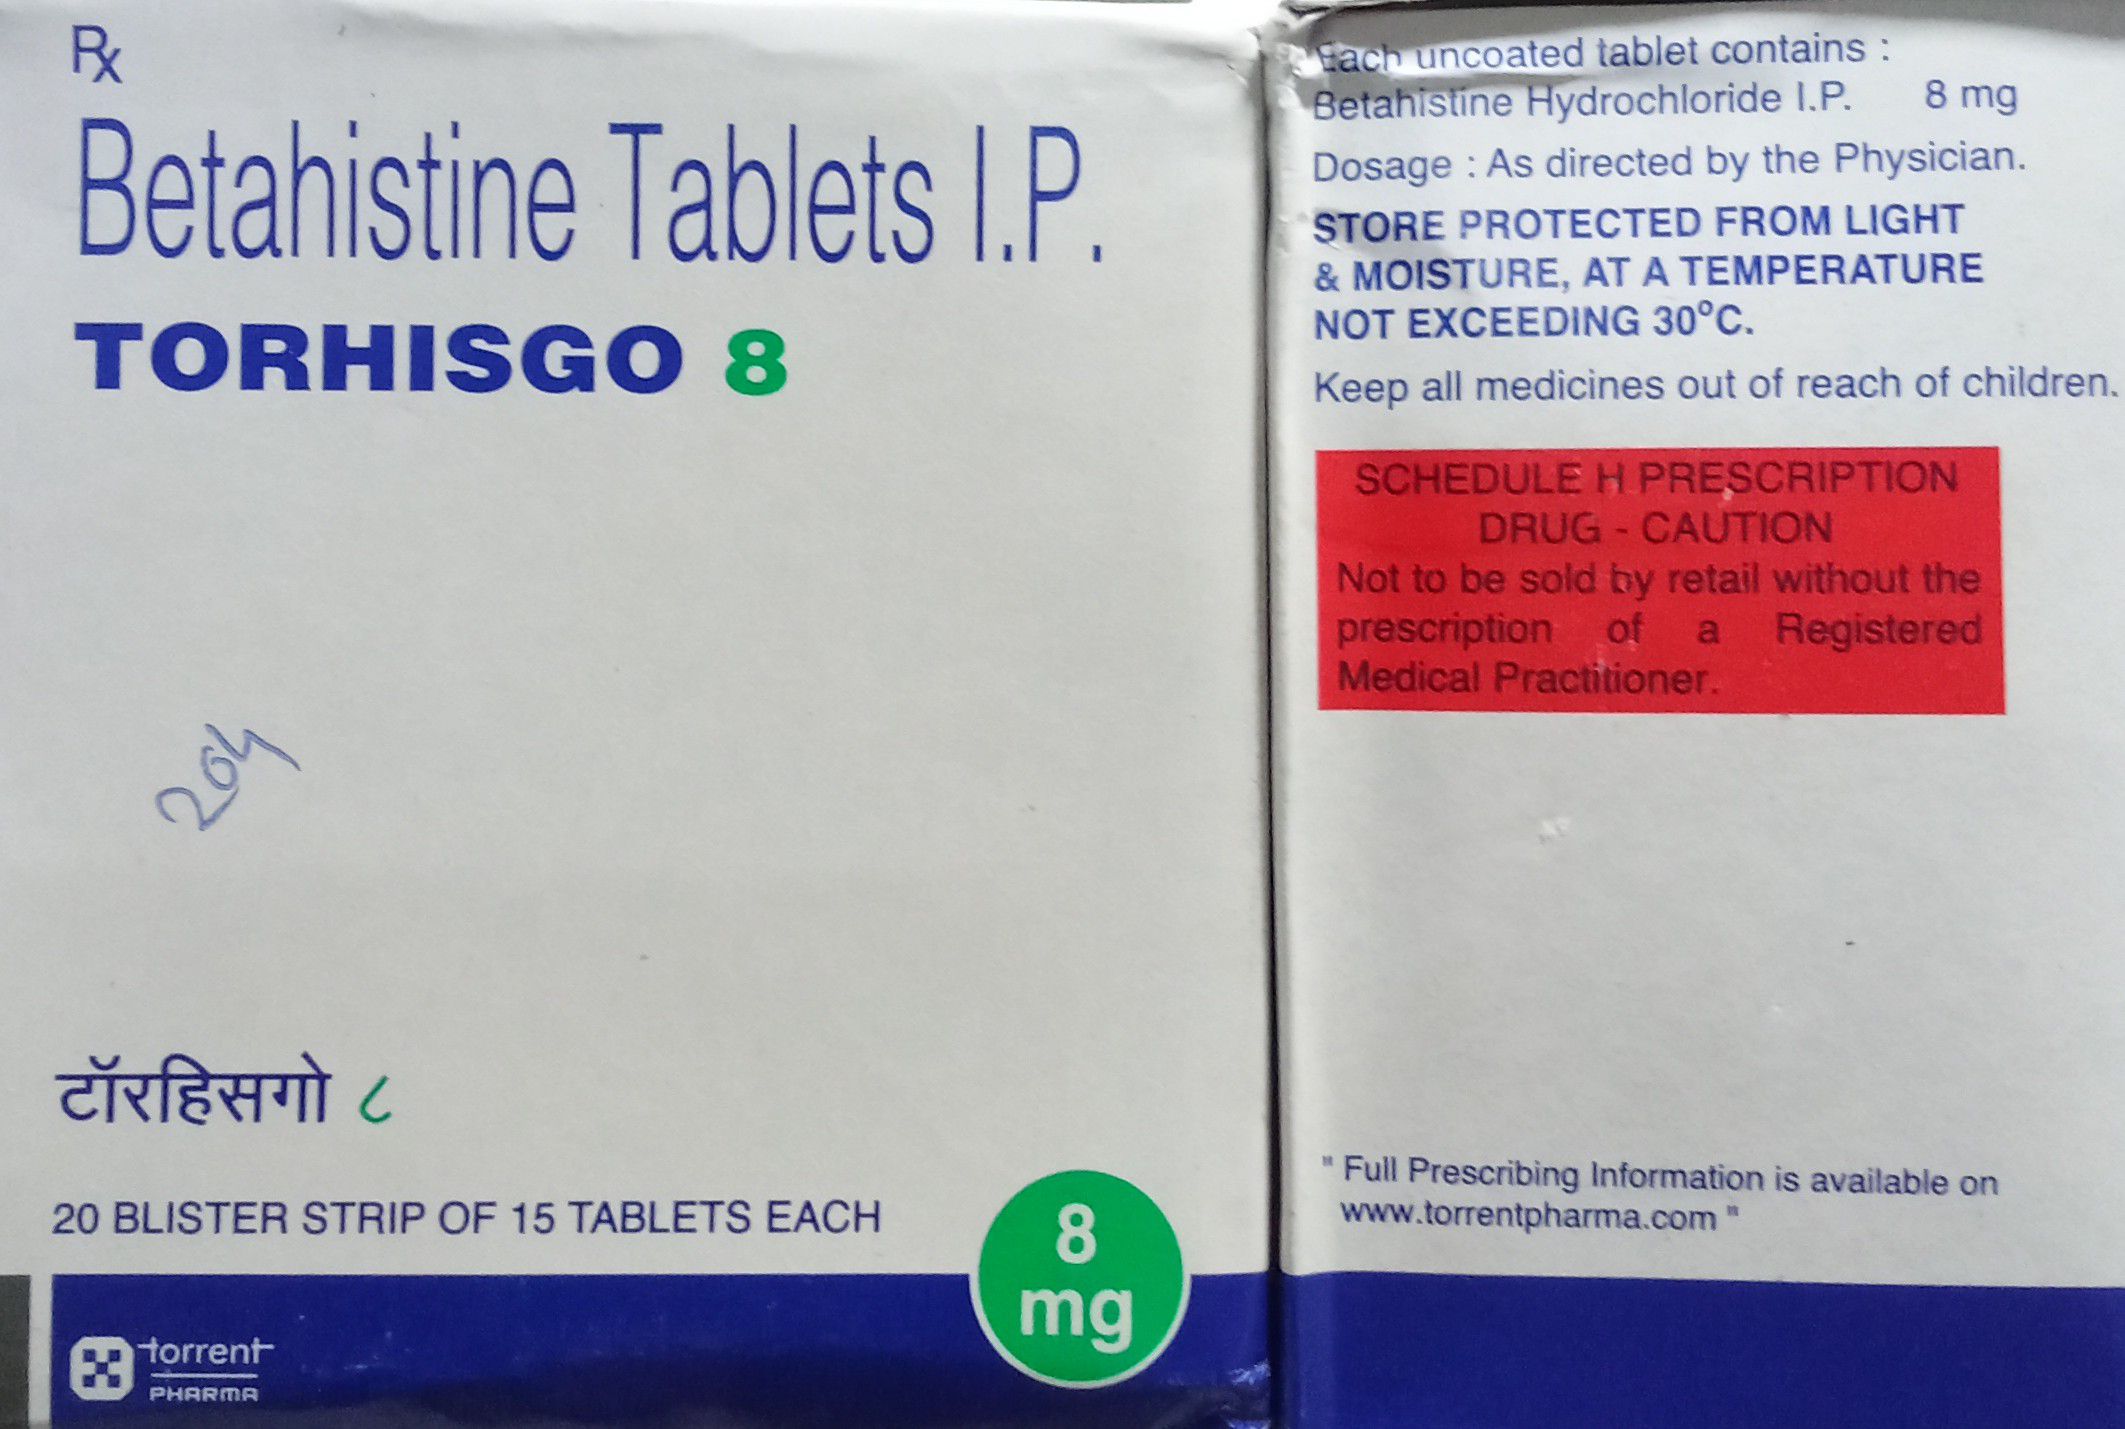 Rx
Betahistine Tablets I.P.
TORHISGO 8
204
टॉरहिसगो ८
20 BLISTER STRIP OF 15 TABLETS EACH
8
mg
torrent
PHARMA
Each uncoated tablet contains :
Betahistine Hydrochloride I.P. 8 mg
Dosage : As directed by the Physician.
STORE PROTECTED FROM LIGHT
& MOISTURE, AT A TEMPERATURE
NOT EXCEEDING 30°C.
Keep all medicines out of reach of children.
SCHEDULE H PRESCRIPTION
DRUG - CAUTION
Not to be sold by retail without the
prescription of a Registered
Medical Practitioner.
" Full Prescribing Information is available on
www.torrentpharma.com "